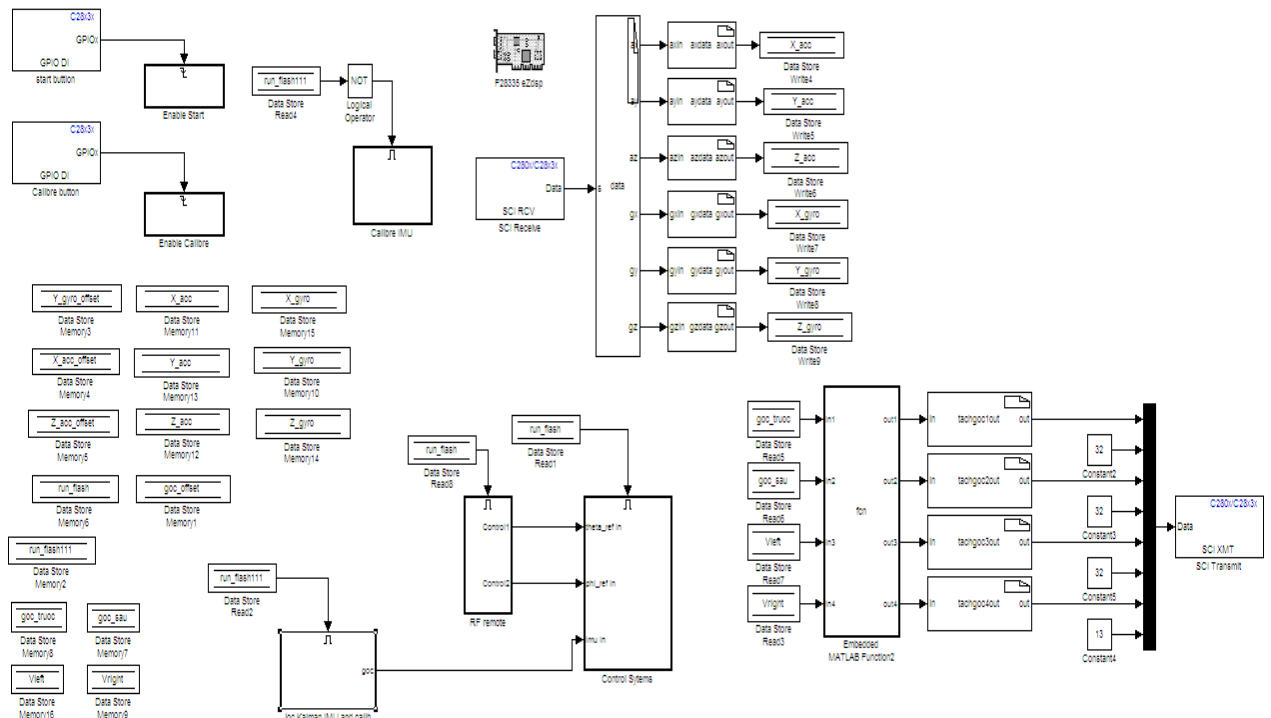 C28x3x
GPIOx
GPIO DI
start buttion
Enable Start
C28x3x
GPIOx
GPIO DI
Calibre button
Enable Calibre
run_flash111
Data Store
Read4
NOT
Logical
Operator
Calibre IMU
F28335 eZdsp
C280x/C28x3x
Data
SCI RCV
SCI Receive
s
data
ax
ay
az
gx
gy
gz
axin axdata axout
X_acc
Data Store
Write4
ayin aydata ayout
Y_acc
Data Store
Write5
azin azdata azout
Z_acc
Data Store
Write6
gxin gxdata gxout
X_gyro
Data Store
Write7
gyin gydata gyout
Y_gyro
Data Store
Write8
gzin gzdata gzout
Z_gyro
Data Store
Write9
Y_gyro_offset
Data Store
Memory3
X_acc
Data Store
Memory11
X_gyro
Data Store
Memory15
X_acc_offset
Data Store
Memory4
Y_acc
Data Store
Memory13
Y_gyro
Data Store
Memory10
Z_acc_offset
Data Store
Memory5
Z_acc
Data Store
Memory12
Z_gyro
Data Store
Memory14
run_flash
Data Store
Memory6
goc_offset
Data Store
Memory1
run_flash111
Data Store
Memory2
goc_truoc
Data Store
Memory8
goc_sau
Data Store
Memory7
Vleft
Data Store
Memory16
Vright
Data Store
Memory9
run_flash111
Data Store
Read2
goc
loc Kalman IMU and calib
run_flash
Data Store
Read8
run_flash
Data Store
Read1
Control1
Control2
RF remote
theta_ref in
phi_ref in
imu in
Control Sytems
goc_truoc
Data Store
Read5
goc_sau
Data Store
Read6
Vleft
Data Store
Read7
Vright
Data Store
Read3
In1
In2
In3
In4
fcn
out1
out2
out3
out4
Embedded
MATLAB Function2
in tachgoc1out out
in tachgoc2out out
in tachgoc3out out
in tachgoc4out out
32
Constant2
32
Constant3
32
Constant5
13
Constant4
C280x/C28x3x
Data
SCI XMT
SCI Transmit